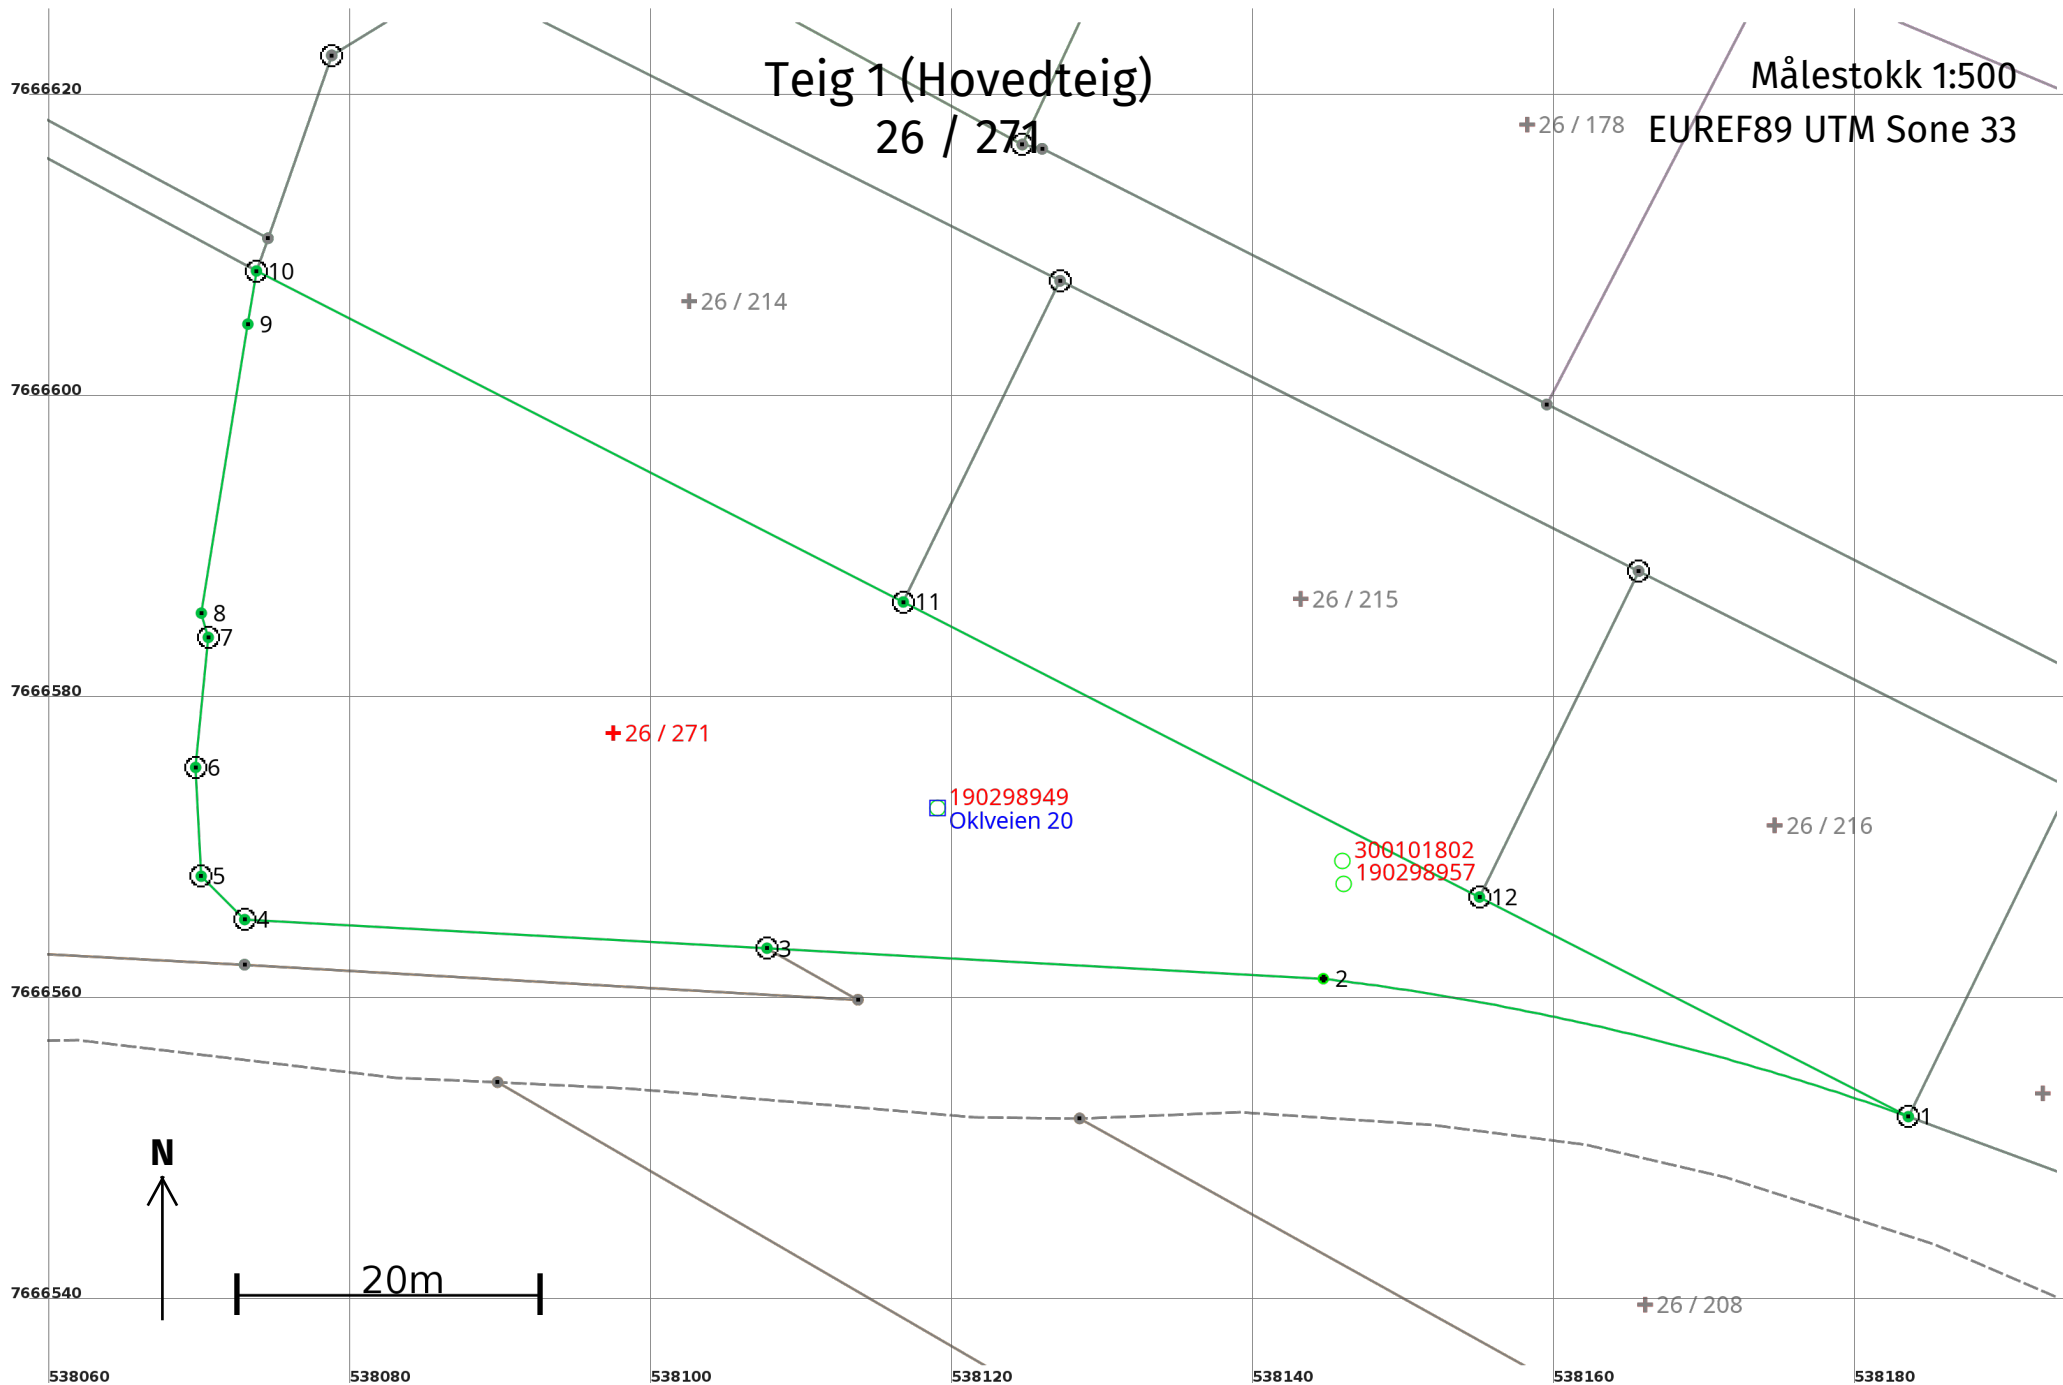 Teig 1 (Hovedteig)
26 / 271
Målestokk 1:500
EUREF89 UTM Sone 33
7666620
7666600
7666580
7666560
7666540
26 / 178
10
9
26 / 214
8
7
11
26 / 215
26 / 271
6
190298949
Oklveien 20
26 / 216
300101802
190298957
5
12
4
3
2
1
N
20m
26 / 208
538060
538080
538100
538120
538140
538160
538180